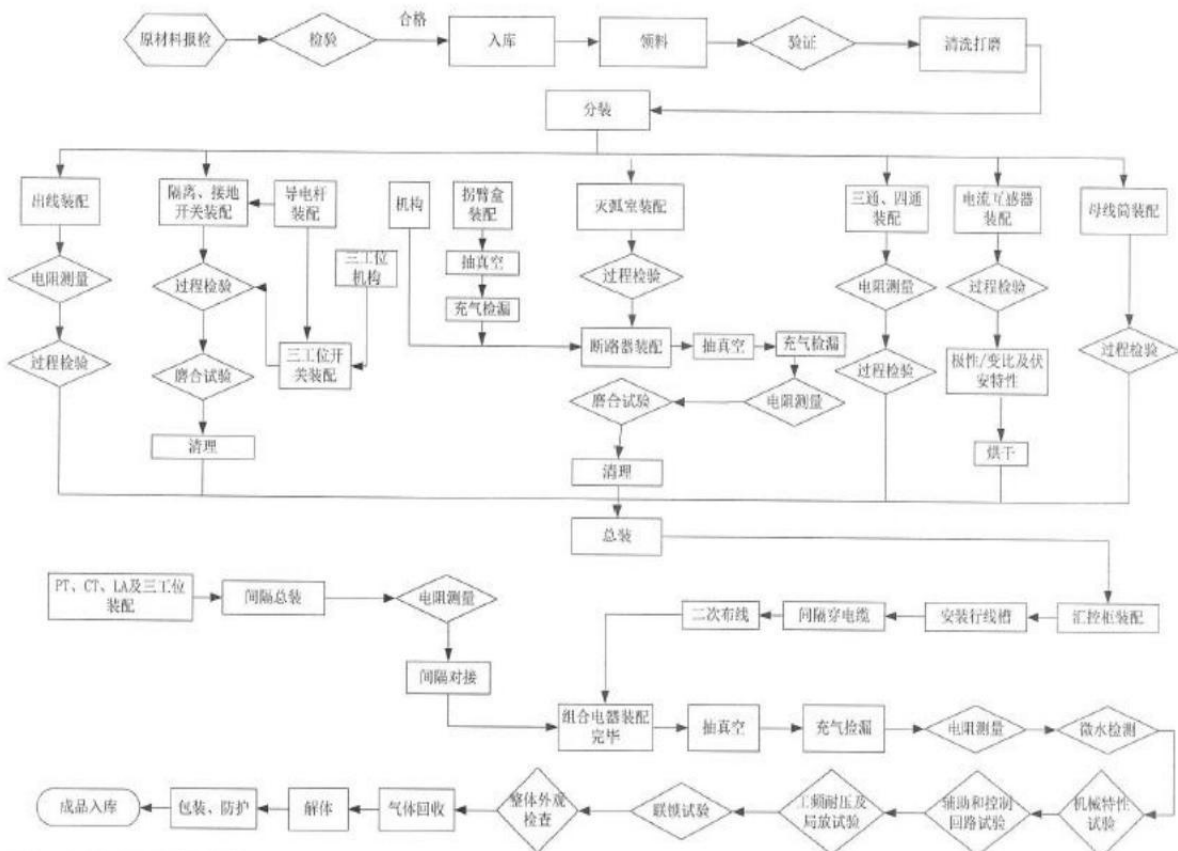 合格
原材料报检
检验
入库
领料
验证
清洗打磨
分装
出线装配
隔离、接地
开关装配
导电杆
装配
机构
拐臂盒
装配
灭弧室装配
三通、四通
装配
电流互感器
装配
母线筒装配
电阻测量
过程检验
三工位
机构
抽真空
过程检验
电阻测量
过程检验
充气检漏
过程检验
磨合试验
三工位开
关装配
断路器装配
抽真空
充气检漏
过程检验
极性/变比及伏
安特性
过程检验
磨合试验
电阻测量
清理
清理
烘干
总装
PT、CT、LA及三工位
装配
间隔总装
电阻测量
二次布线
间隔穿电缆
安装行线槽
汇控柜装配
间隔对接
组合电器装配
完毕
抽真空
充气捡漏
电阻测量
微水检测
成品入库
包装、防护
解体
气体回收
整体外观
检查
联锁试验
工频耐压及
局放试验
辅助和控制
回路试验
机械特性
试验